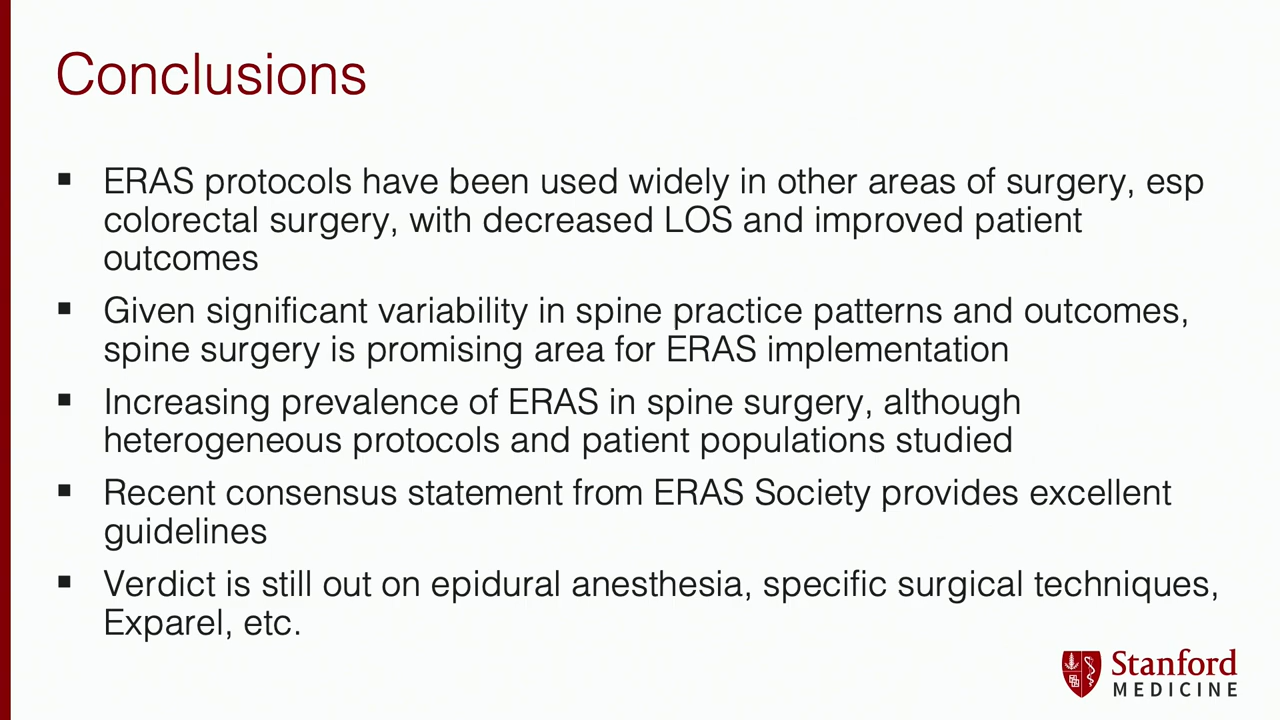 Conclusions
▪ ERAS protocols have been used widely in other areas of surgery, esp
colorectal surgery, with decreased LOS and improved patient
outcomes
▪ Given significant variability in spine practice patterns and outcomes,
spine surgery is promising area for ERAS implementation
▪ Increasing prevalence of ERAS in spine surgery, although
heterogeneous protocols and patient populations studied
▪ Recent consensus statement from ERAS Society provides excellent
guidelines
▪ Verdict is still out on epidural anesthesia, specific surgical techniques,
Exparel, etc.
Stanford
MEDICINE